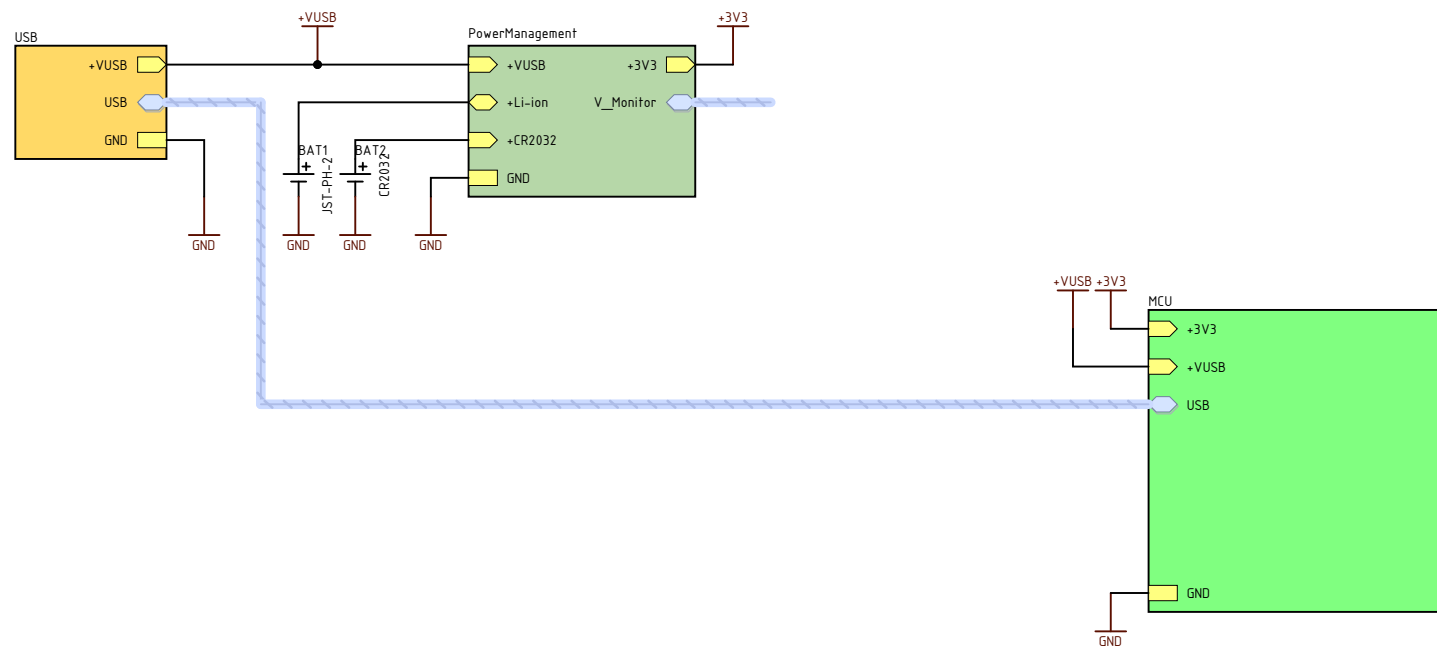 +VUSB
+3V3
USB
PowerManagement
+VUSB
+VUSB
+3V3
USB
+Li-ion
V_Monitor
GND
+CR2032
BAT1
JST-PH-2
BAT2
CR2032
GND
GND
GND
GND
GND
+VUSB
+3V3
MCU
+3V3
+VUSB
USB
GND
GND